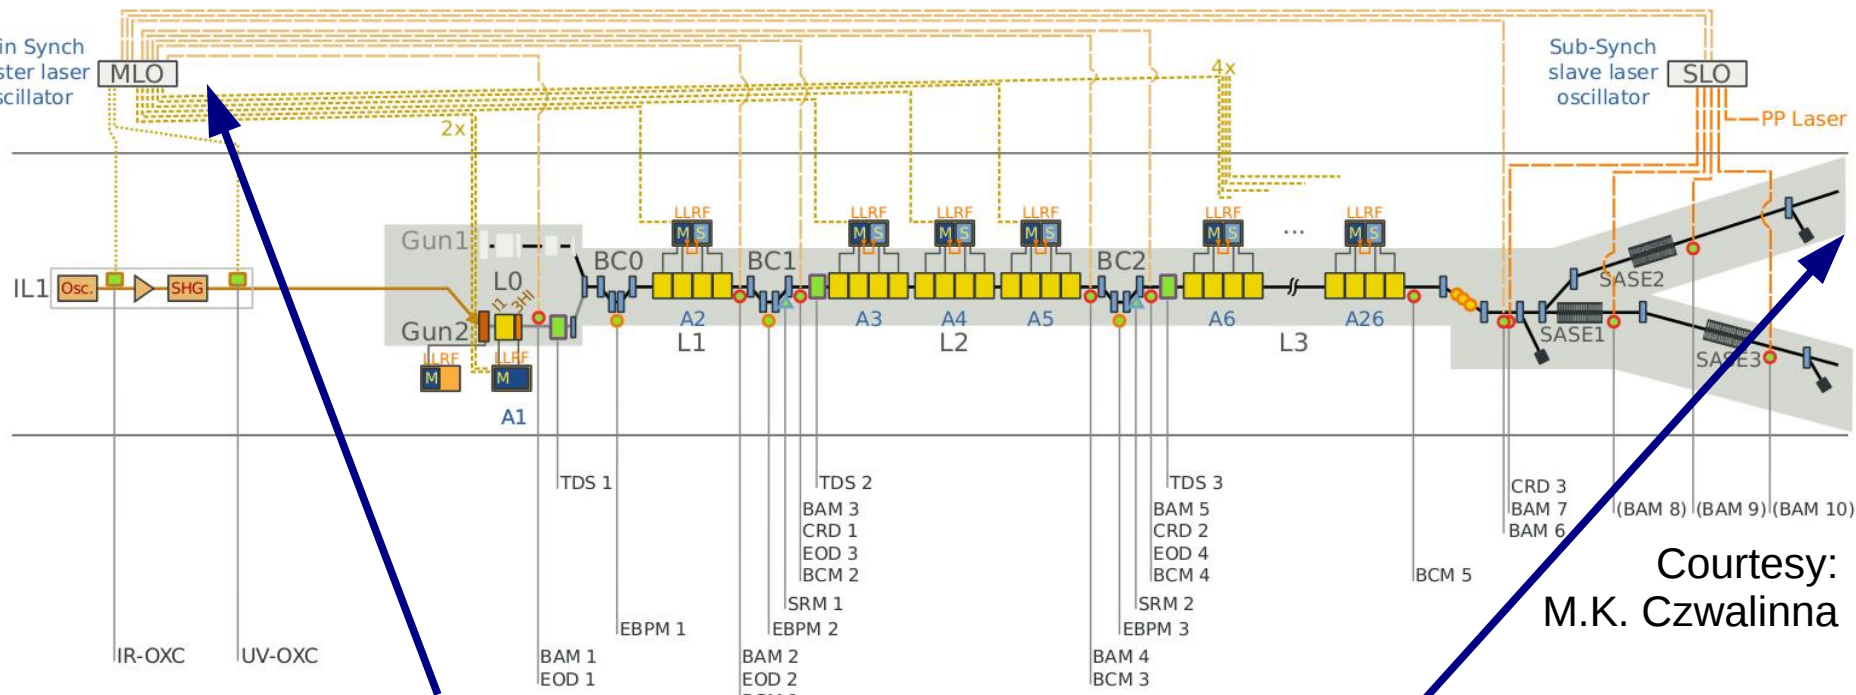 in Synch
ster laser
cillator
MLO
Sub-Synch
slave laser
oscillator
SLO
PP Laser
4x
2x
LLRF
M S
LLRF
M S
LLRF
M S
LLRF
M S
LLRF
M S
...
LLRF
M S
Gun1
BC0
BC1
BC2
L0
I1
3HI
SASE2
IL1
Osc.
SHG
Gun2
A2
A3
A4
A5
A6
A26
SASE1
L1
L2
L3
SASE3
LLRF
M
LLRF
M
A1
TDS 1
TDS 2
TDS 3
CRD 3
BAM 3
BAM 5
BAM 7
(BAM 8)
(BAM 9)
(BAM 10)
CRD 1
CRD 2
BAM 6
EOD 3
EOD 4
BCM 2
BCM 4
BCM 5
Courtesy:
M.K. Czwalinna
SRM 1
SRM 2
EBPM 1
EBPM 2
EBPM 3
IR-OXC
UV-OXC
BAM 1
BAM 2
BAM 4
EOD 1
EOD 2
BCM 3